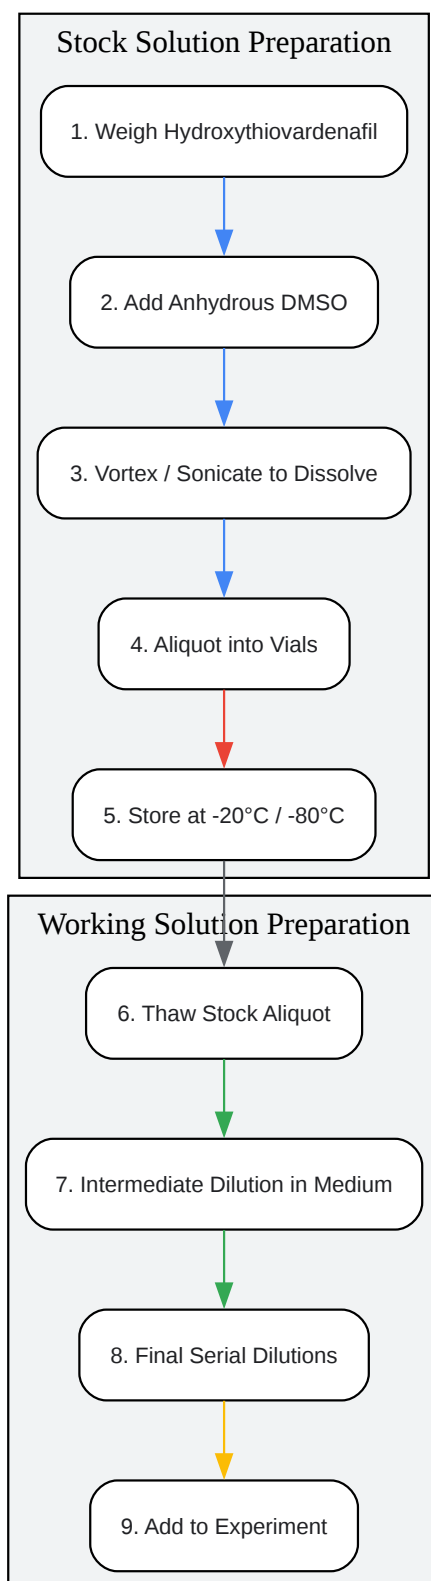 Stock Solution Preparation
1. Weigh Hydroxythiovardenafil
2. Add Anhydrous DMSO
3. Vortex / Sonicate to Dissolve
4. Aliquot into Vials
5. Store at -20°C / -80°C
Working Solution Preparation
6. Thaw Stock Aliquot
7. Intermediate Dilution in Medium
8. Final Serial Dilutions
9. Add to Experiment